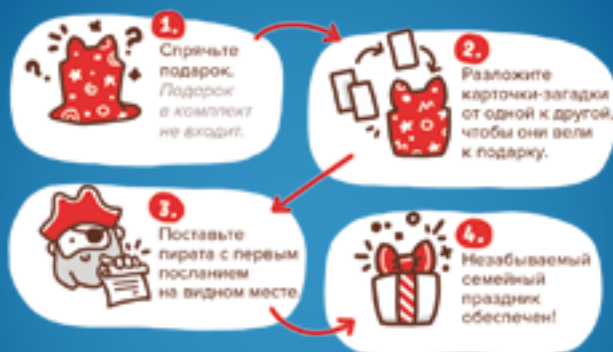 1.
Спрячьте
подарок.
Подарок
в комплект
не входит.
2.
Разложите
карточки-загадки
от одной к другой,
чтобы они вели
к подарку.
3.
Поставьте
пирата с первым
посланием
на видном месте.
4.
Незабываемый
семейный
праздник
обеспечен!